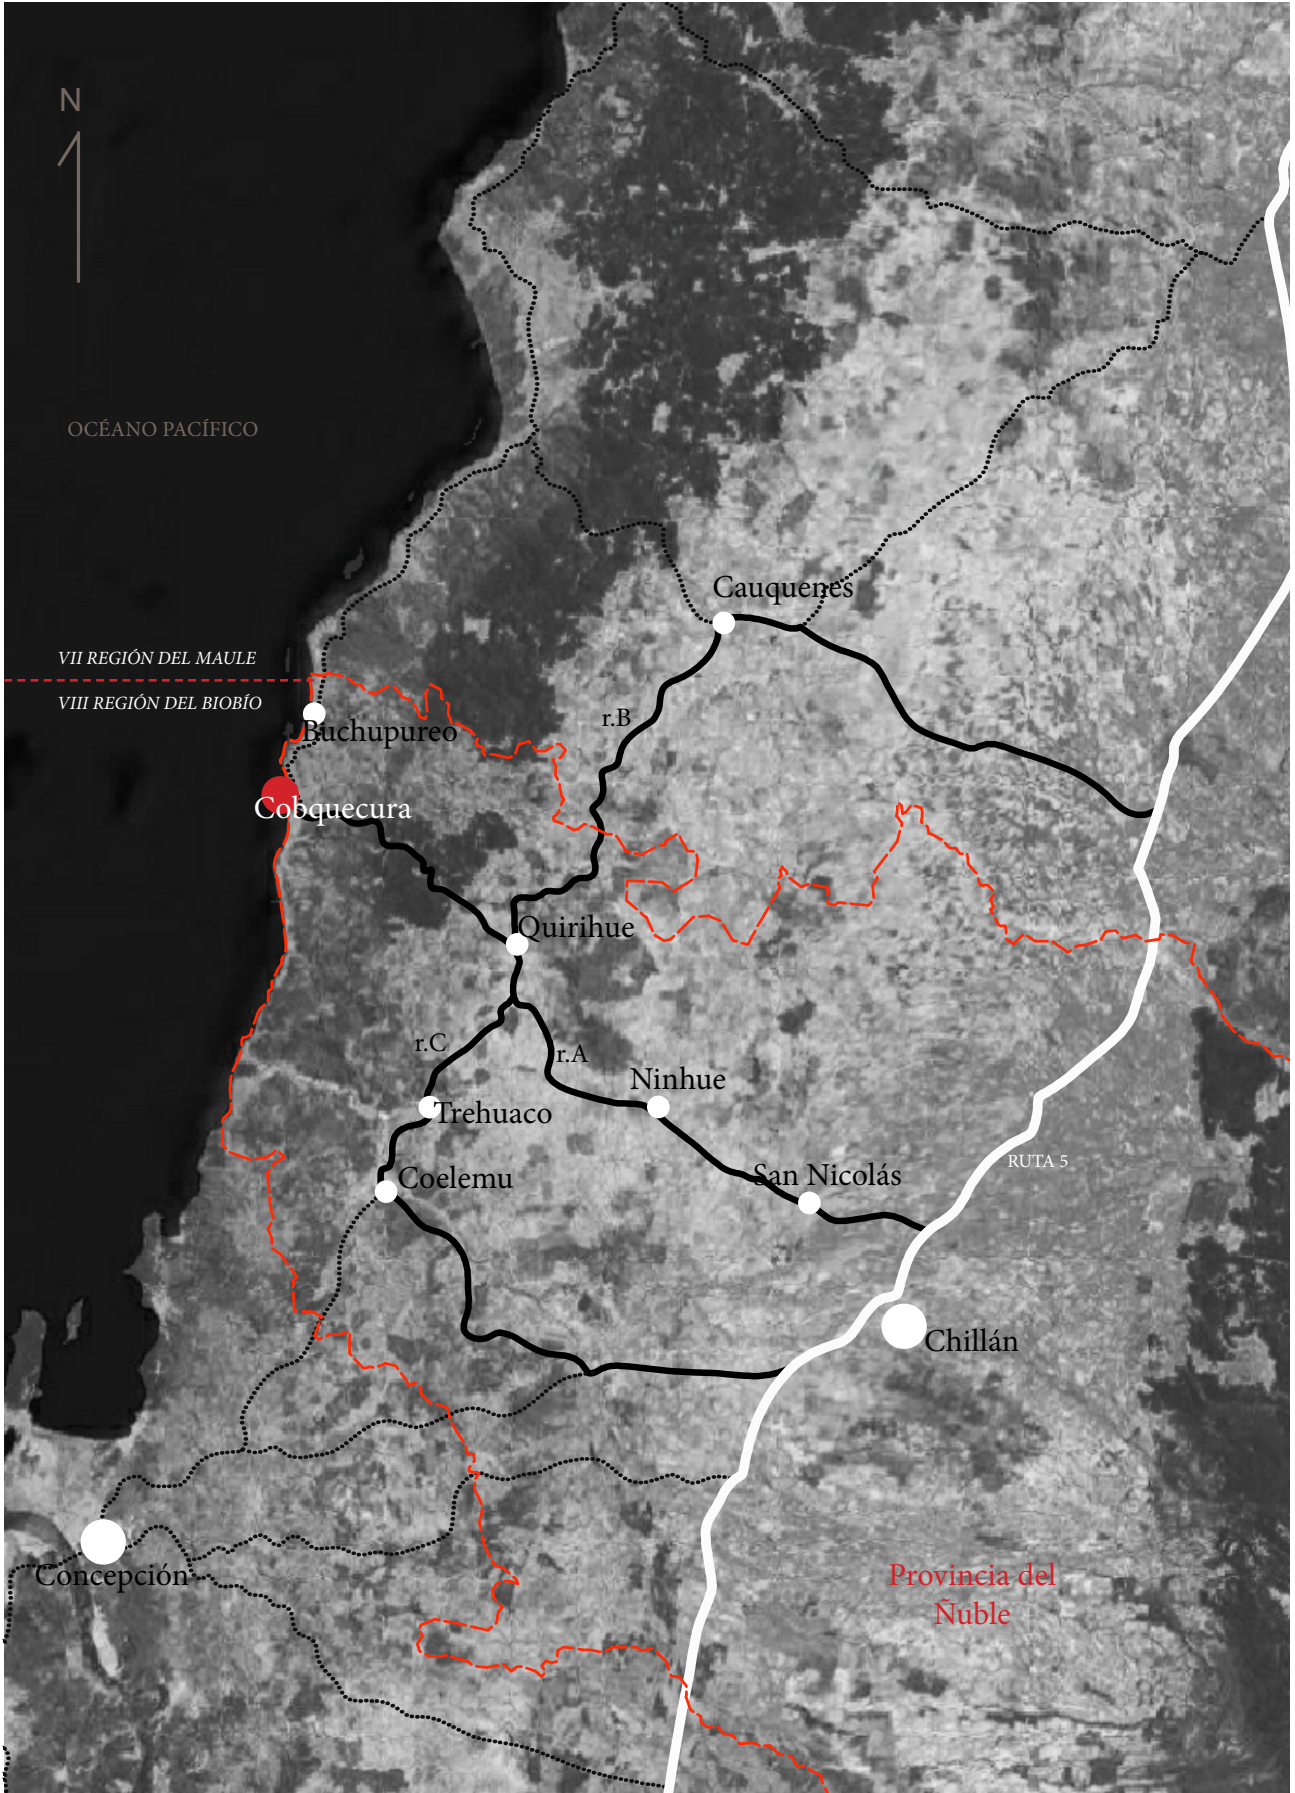 N
OCÉANO PACÍFICO
Cauquenes
VII REGIÓN DEL MAULE
VIII REGIÓN DEL BIOBÍO
r.B
Buchupureo
Cobquecura
Quirihue
r.C
r.A
Ninhue
Trehuaco
Coelemu
San Nicolás
RUTA 5
Chillán
Concepción
Provincia del
Ñuble